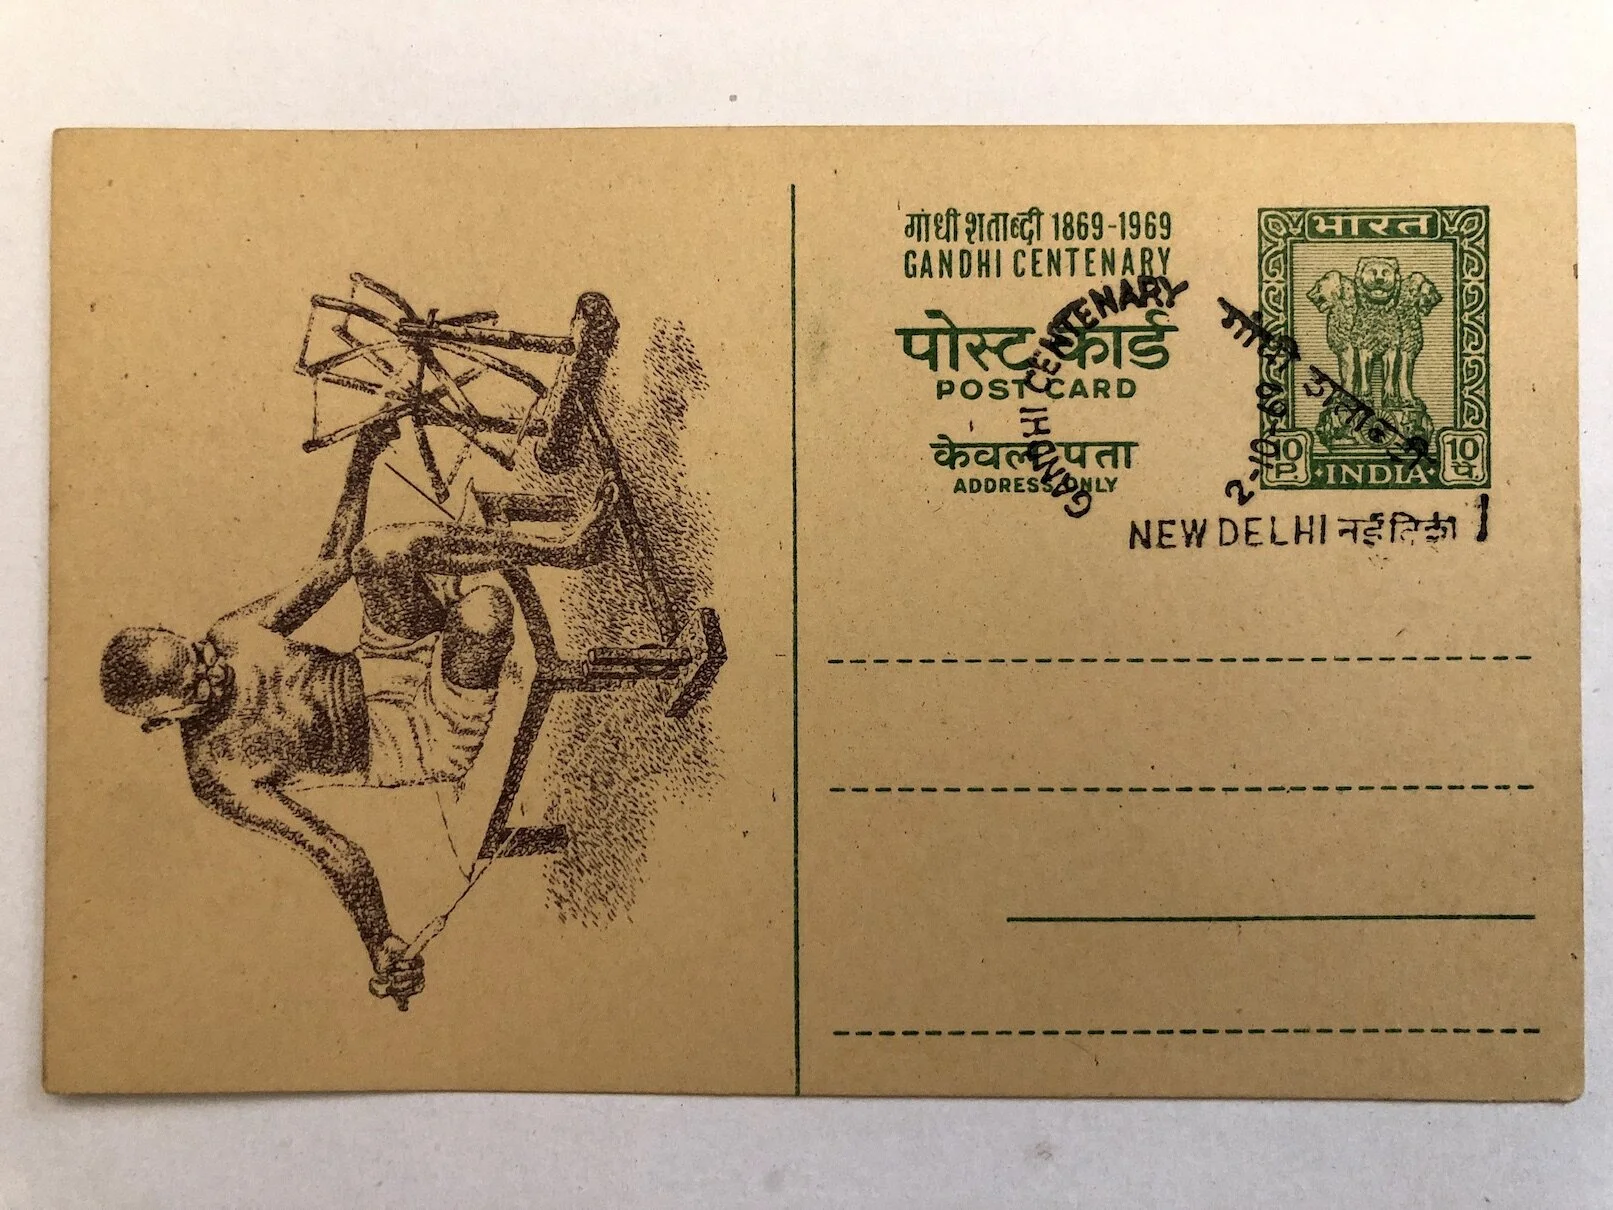 गांधी शताब्दी 1869-1969
GANDHI CENTENARY
पोस्ट कार्ड
POST CARD
केवल पता
ADDRESS ONLY
भारत
10 P.
INDIA
10 पै.
GANDHI CENTENARY
गांधी शताब्दी
2-10-69
NEW DELHI नई दिल्ली 1